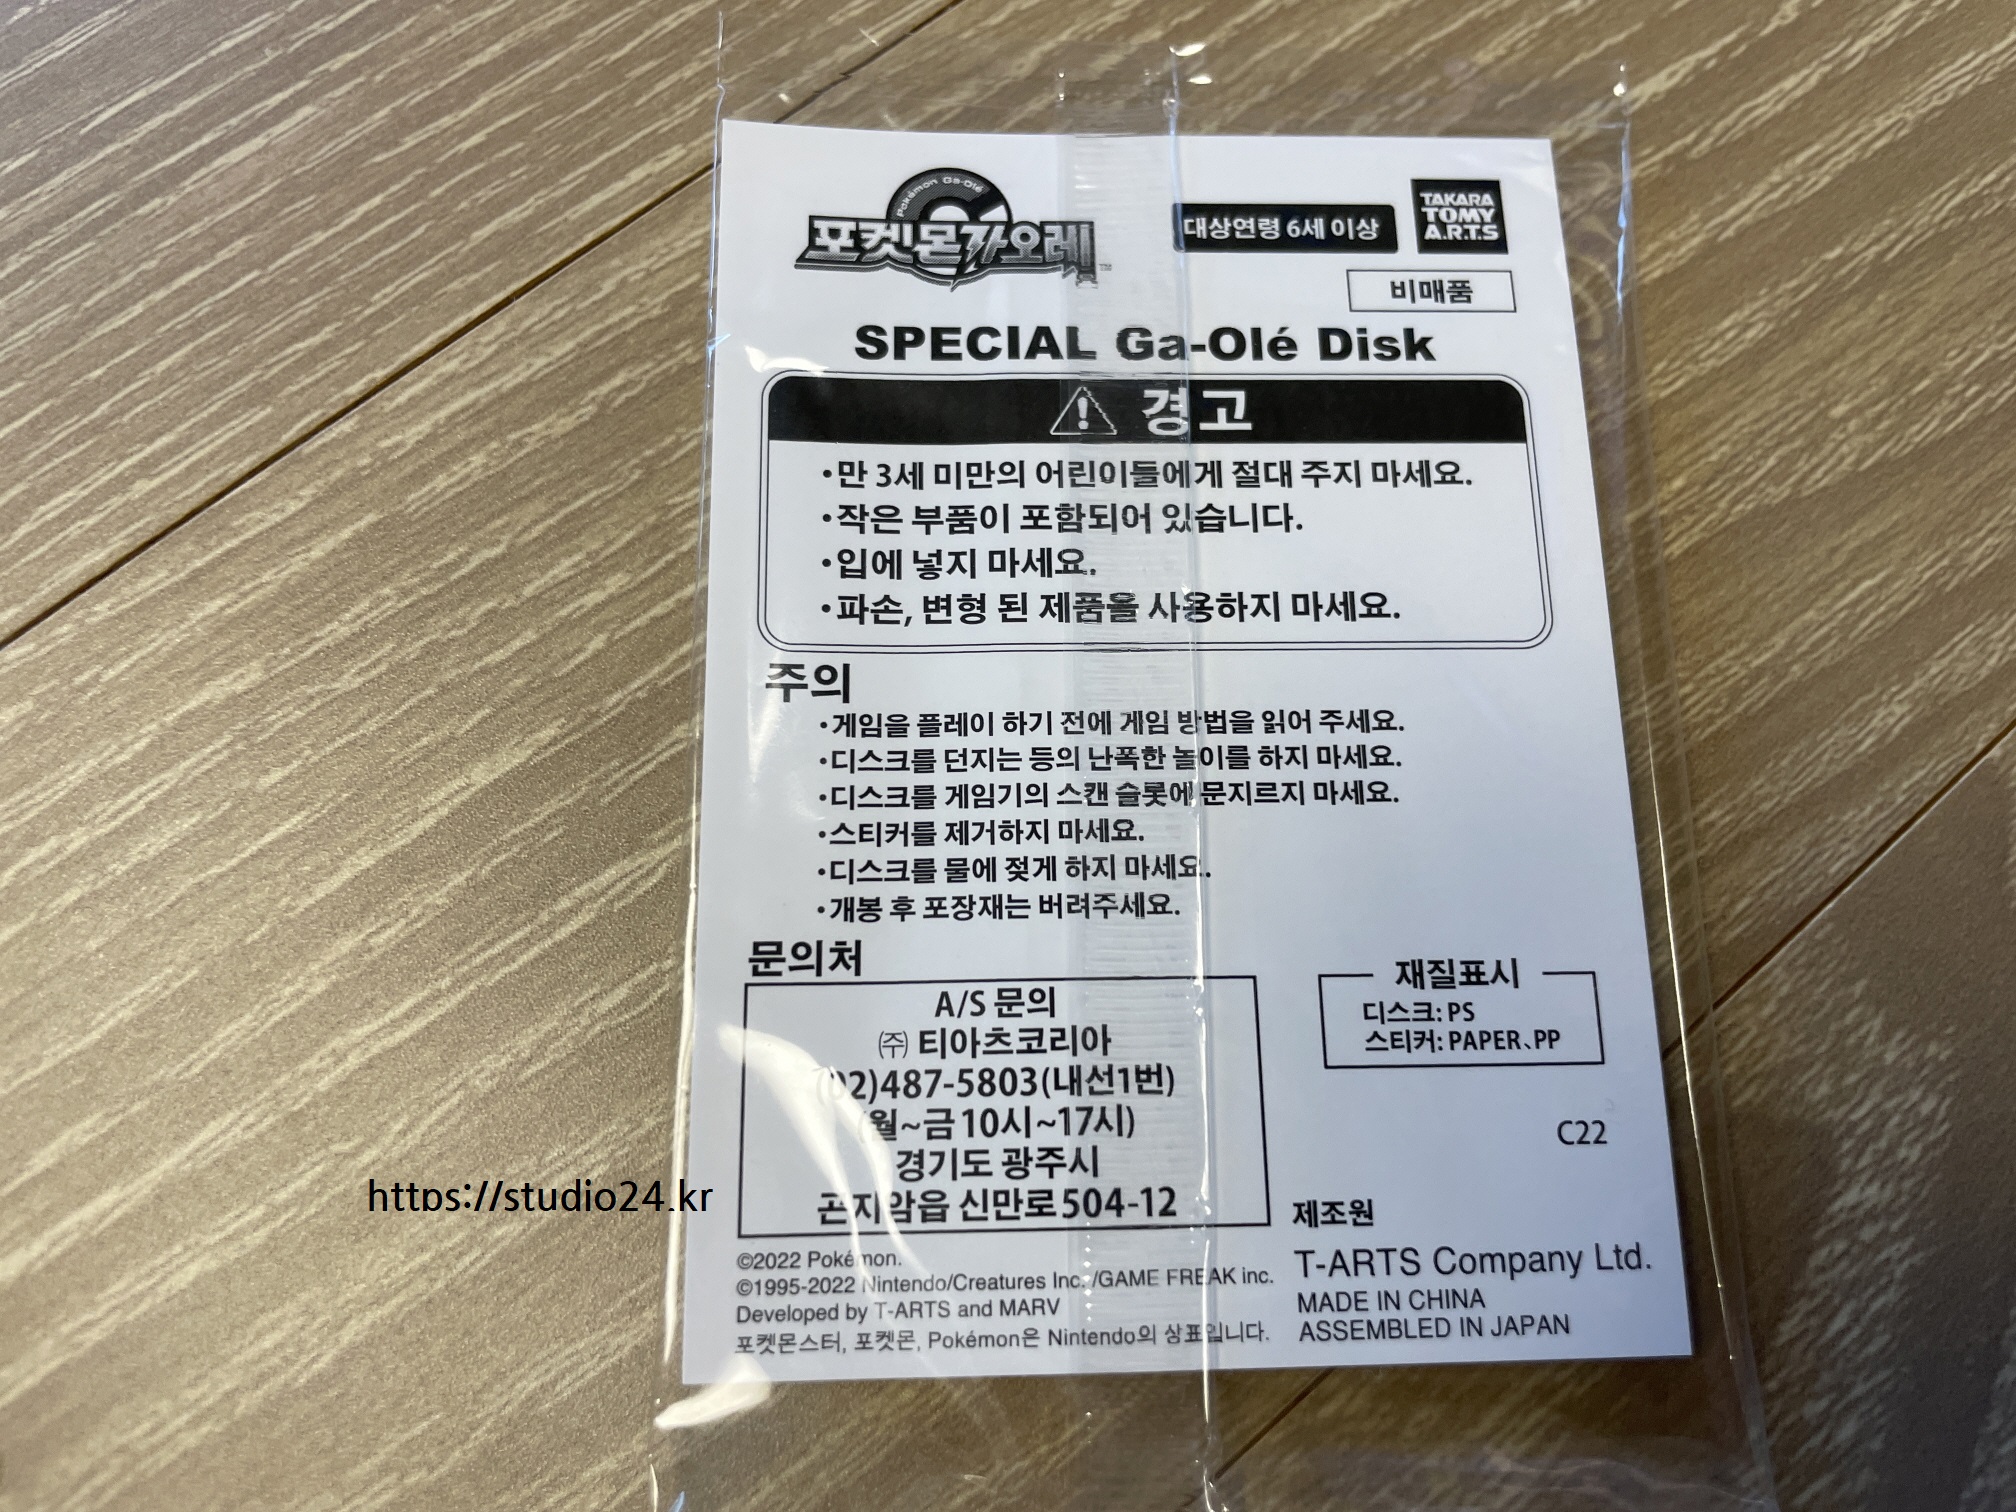 Pokémon Ga-Olé
포켓몬 가오레™
대상연령 6세 이상
TAKARA
TOMY
A.R.T.S
비매품
SPECIAL Ga-Olé Disk
경고
•만 3세 미만의 어린이들에게 절대 주지 마세요.
•작은 부품이 포함되어 있습니다.
•입에 넣지 마세요.
•파손, 변형 된 제품을 사용하지 마세요.
주의
•게임을 플레이 하기 전에 게임 방법을 읽어 주세요.
•디스크를 던지는 등의 난폭한 놀이를 하지 마세요.
•디스크를 게임기의 스캔 슬롯에 문지르지 마세요.
•스티커를 제거하지 마세요.
•디스크를 물에 젖게 하지 마세요.
•개봉 후 포장재는 버려주세요.
문의처
A/S 문의
㈜ 티아츠코리아
(02)487-5803(내선1번)
(월~금10시~17시)
경기도 광주시
곤지암읍 신만로504-12
재질표시
디스크: PS
스티커: PAPER、PP
C22
제조원
T-ARTS Company Ltd.
MADE IN CHINA
ASSEMBLED IN JAPAN
©2022 Pokémon.
©1995-2022 Nintendo/Creatures Inc. /GAME FREAK inc.
Developed by T-ARTS and MARV
포켓몬스터, 포켓몬, Pokémon은 Nintendo의 상표입니다.
https://studio24.kr